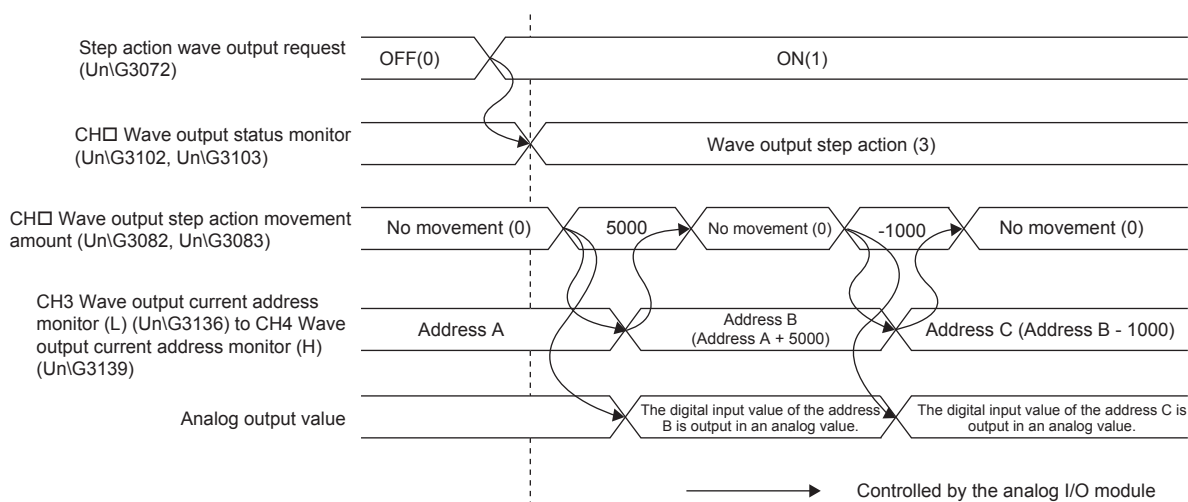 Step action wave output request
(Un\G3072)
OFF(0)
ON(1)
CH□ Wave output status monitor
(Un\G3102, Un\G3103)
Wave output step action (3)
CH□ Wave output step action movement
amount (Un\G3082, Un\G3083)
No movement (0)
5000
No movement (0)
-1000
No movement (0)
CH3 Wave output current address
monitor (L) (Un\G3136) to CH4 Wave
output current address monitor (H)
(Un\G3139)
Address A
Address B
(Address A + 5000)
Address C (Address B - 1000)
Analog output value
The digital input value of the address
B is output in an analog value.
The digital input value of the address C is
output in an analog value.
Controlled by the analog I/O module